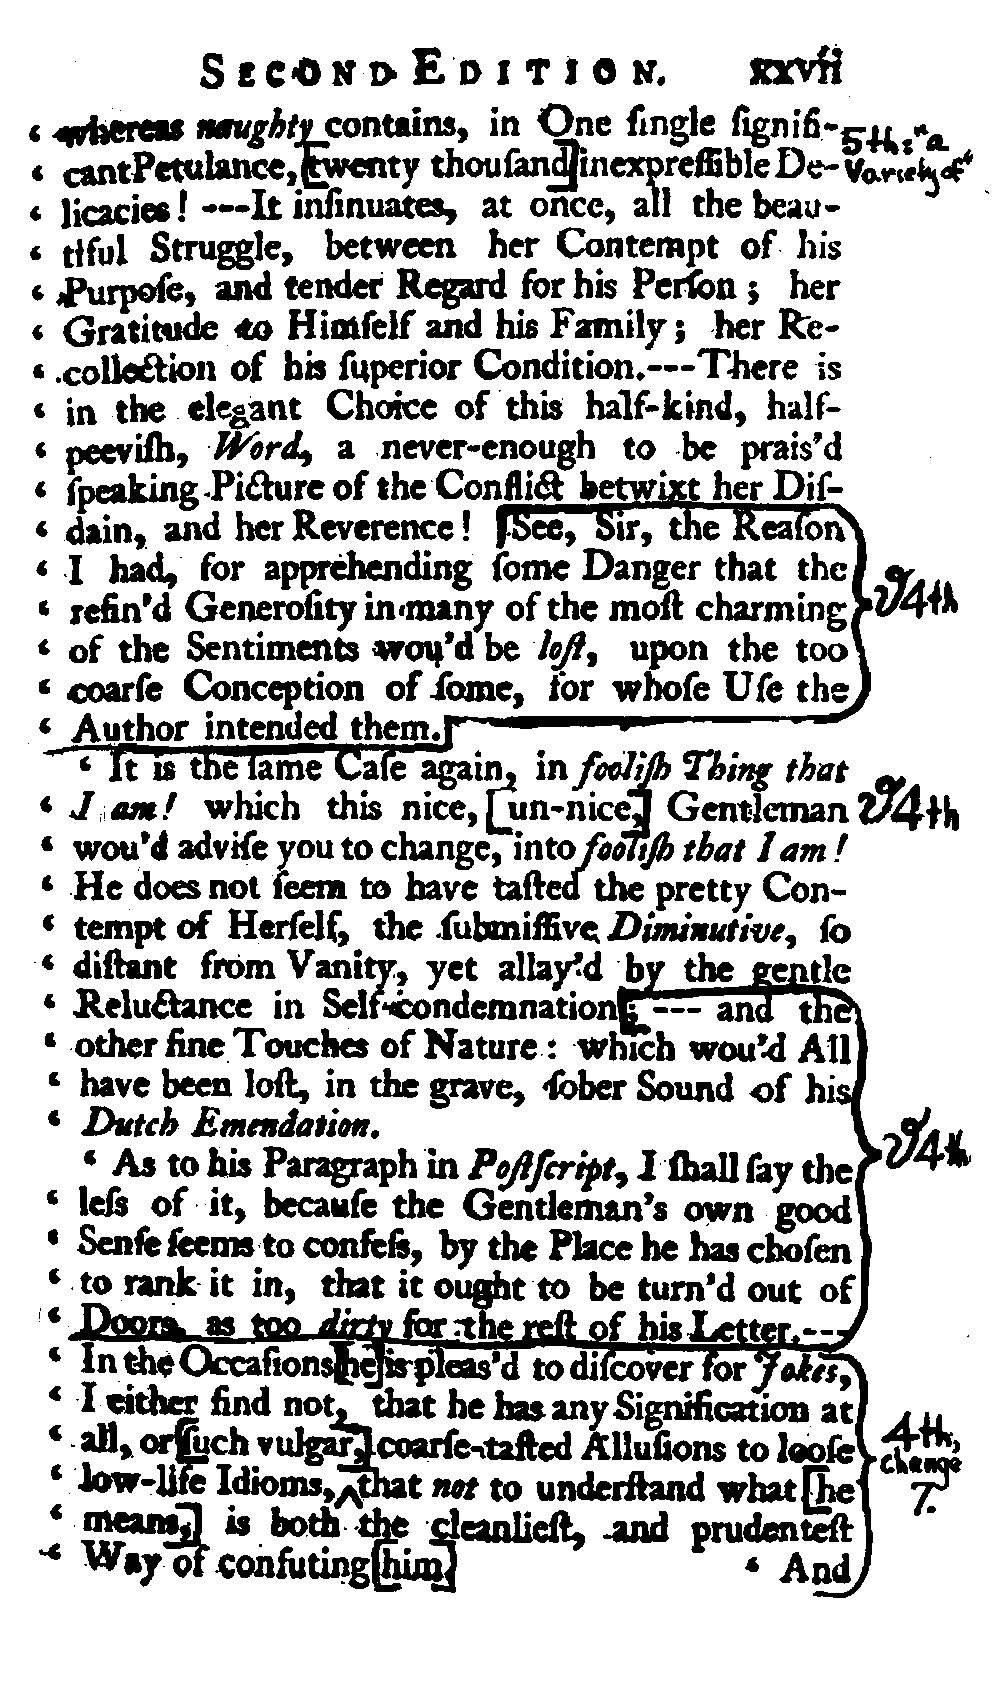 SECOND EDITION. xxvii
‘ whereas naughty contains, in One ſingle ſignifi-
5th: "a
‘ cant Petulance, [twenty thouſand] inexpreſſible De-
Variety of"
‘ licacies! ---It inſinuates, at once, all the beau-
‘ tiful Struggle, between her Contempt of his
‘ Purpoſe, and tender Regard for his Perſon; her
‘ Gratitude to Himſelf and his Family; her Re-
‘ collection of his ſuperior Condition.---There is
‘ in the elegant Choice of this half-kind, half-
‘ peeviſh, Word, a never-enough to be prais’d
‘ ſpeaking Picture of the Conflict betwixt her Diſ-
‘ dain, and her Reverence! [See, Sir, the Reaſon
‘ I had, for apprehending ſome Danger that the
‘ refin’d Generoſity in many of the moſt charming
4th
‘ of the Sentiments wou’d be loſt, upon the too
‘ coarſe Conception of ſome, for whoſe Uſe the
‘ Author intended them.]
‘ It is the ſame Caſe again, in fooliſh Thing that
‘ I am! which this nice, [un-nice,] Gentleman
4th
‘ wou’d adviſe you to change, into fooliſh that I am!
‘ He does not ſeem to have taſted the pretty Con-
‘ tempt of Herſelf, the ſubmiſſive Diminutive, ſo
‘ diſtant from Vanity, yet allay’d by the gentle
‘ Reluctance in Self-condemnation[; --- and the
‘ other fine Touches of Nature: which wou’d All
‘ have been loſt, in the grave, ſober Sound of his
‘ Dutch Emendation.
4th
‘ As to his Paragraph in Poſtſcript, I ſhall ſay the
‘ leſs of it, becauſe the Gentleman’s own good
‘ Senſe ſeems to confeſs, by the Place he has choſen
‘ to rank it in, that it ought to be turn’d out of
‘ Doors, as too dirty for the reſt of his Letter.---
‘ In the Occaſions [he] is pleas’d to diſcover for Jokes,
‘ I either find not, that he has any Signification at
‘ all, or [ſuch vulgar,] coarſe-taſted Alluſions to looſe
4th,
change
7.
‘ low-life Idioms,‸ that not to underſtand what [he
‘ means,] is both the cleanlieſt, and prudenteſt
‘ Way of confuting [him]
‘ And